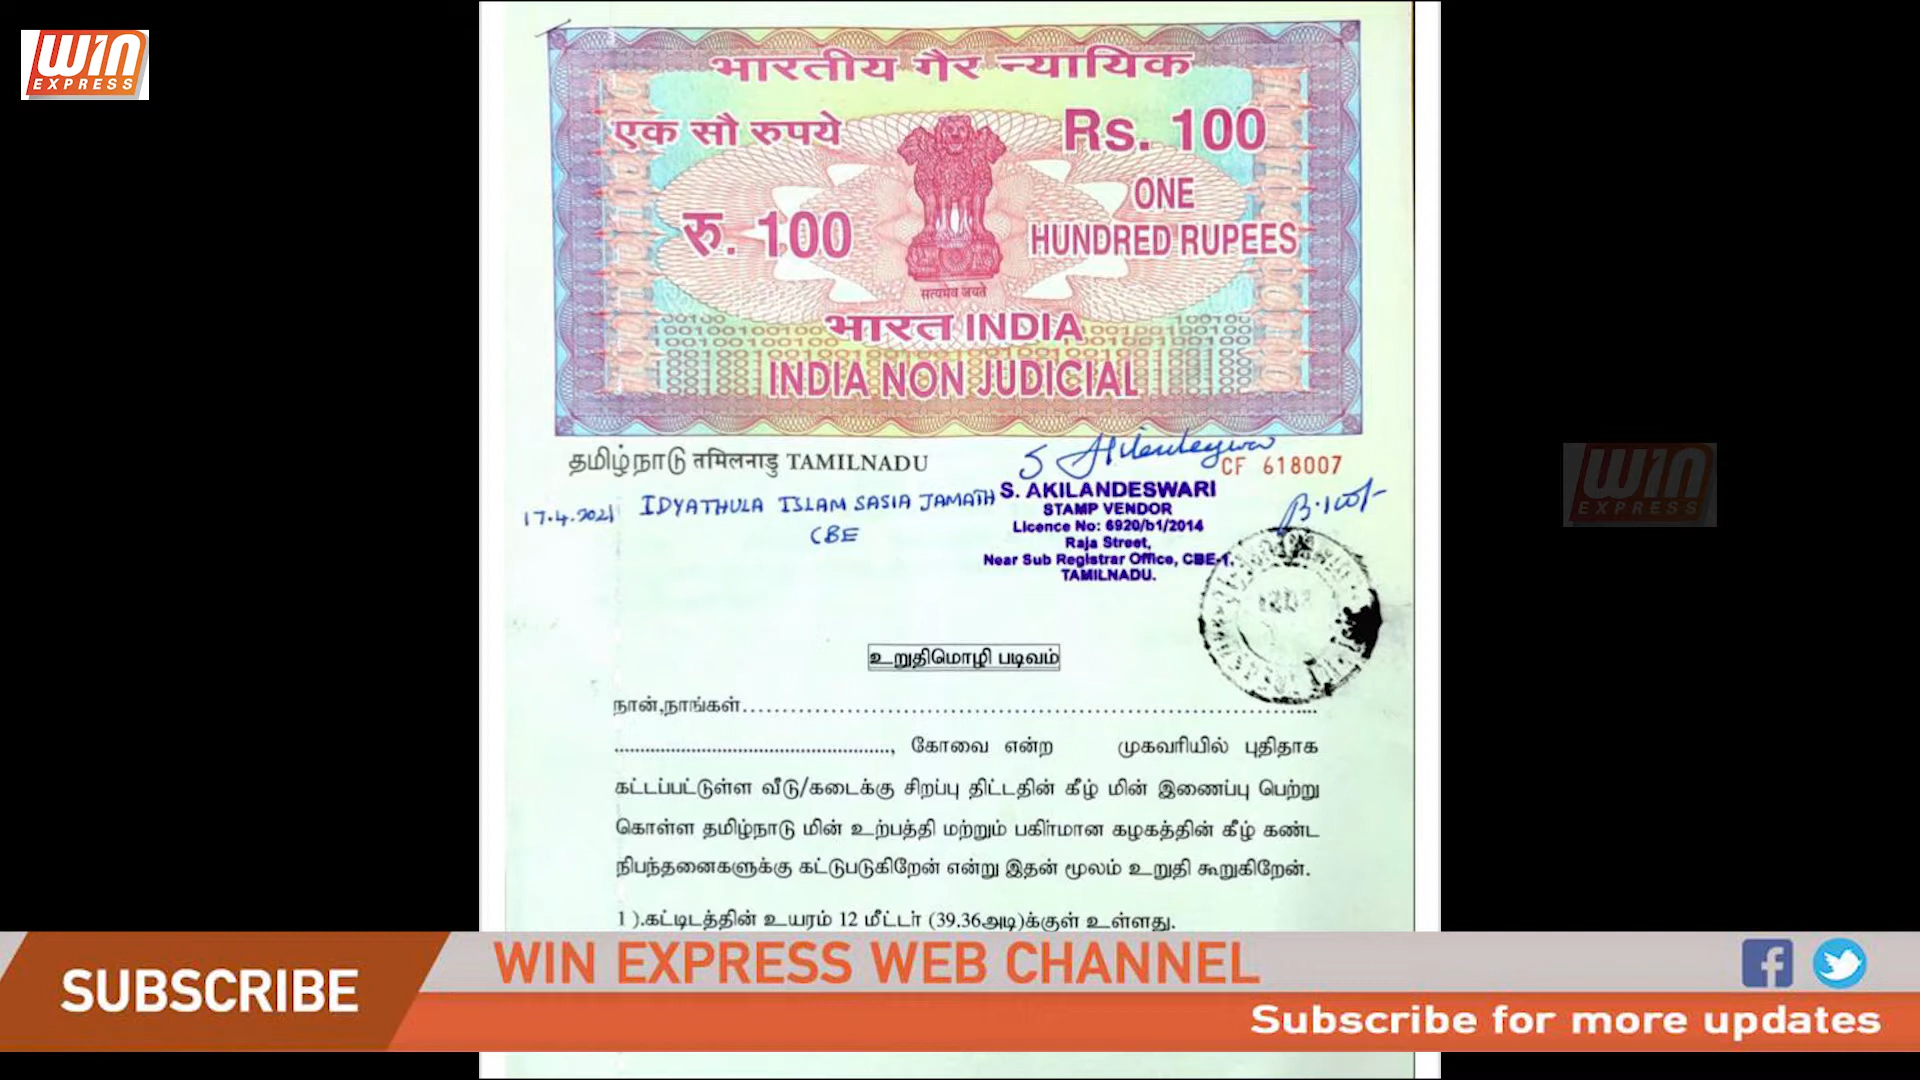 WIN
EXPRESS
भारतीय गैर न्यायिक
एक सौ रुपये
Rs. 100
रु. 100
ONE
HUNDRED RUPEES
सत्यमेव जयते
भारत INDIA
INDIA NON JUDICIAL
தமிழ்நாடு तमिलनाडु TAMILNADU
CF 618007
17.4.2021 IDYATHULA ISLAM SASIA JAMATH
CBE
S. AKILANDESWARI
STAMP VENDOR
Licence No: 6920/b1/2014
Raja Street,
Near Sub Registrar Office, CBE-1,
TAMILNADU.
WIN
EXPRESS
உறுதிமொழி படிவம்
நான்,நாங்கள்
, கோவை என்ற முகவரியில் புதிதாக
கட்டப்பட்டுள்ள வீடு/கடைக்கு சிறப்பு திட்டதின் கீழ் மின் இணைப்பு பெற்று
கொள்ள தமிழ்நாடு மின் உற்பத்தி மற்றும் பகிர்மான கழகத்தின் கீழ் கண்ட
நிபந்தனைகளுக்கு கட்டுபடுகிறேன் என்று இதன் மூலம் உறுதி கூறுகிறேன்.
1 ).கட்டிடத்தின் உயரம் 12 மீட்டர் (39.36அடி)க்குள் உள்ளது.
SUBSCRIBE
WIN EXPRESS WEB CHANNEL
Subscribe for more updates